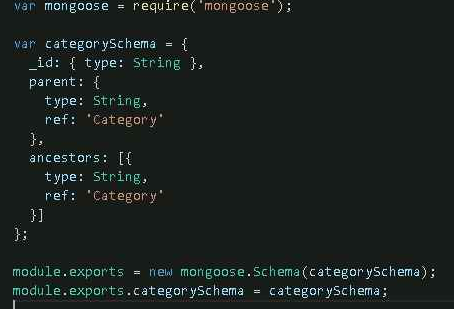 var mongoose = require('mongoose');
var categorySchema = {
_id: { type: String },
parent: {
type: String,
ref: 'Category'
},
ancestors: [{
type: String,
ref: 'Category'
}]
};
module.exports = new mongoose.Schema(categorySchema);
module.exports.categorySchema = categorySchema;